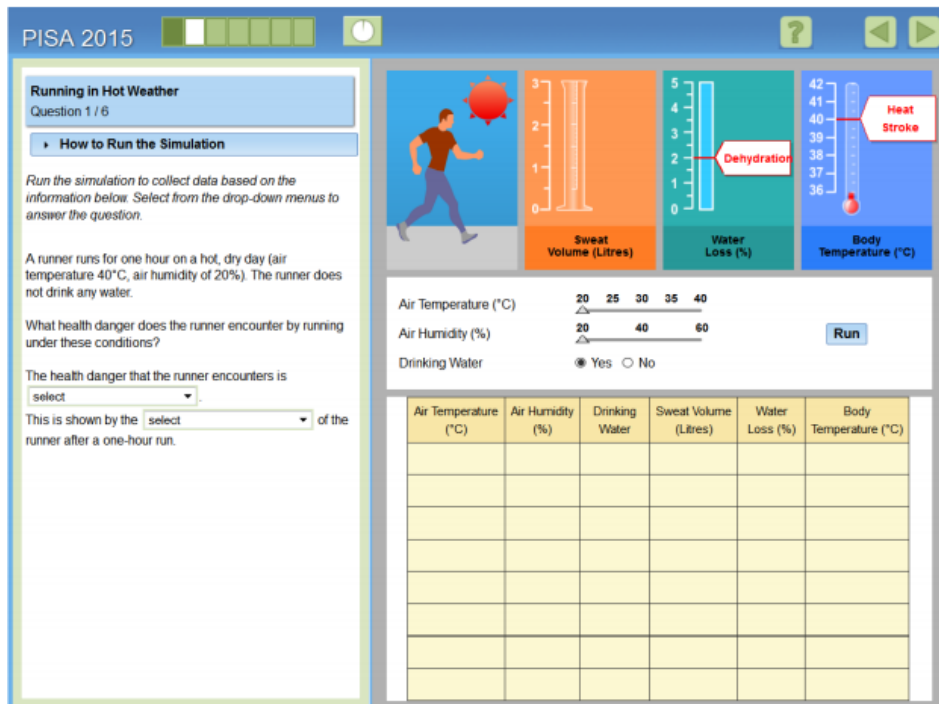 PISA 2015
?
Running in Hot Weather
Question 1 / 6
How to Run the Simulation
Run the simulation to collect data based on the
information below. Select from the drop-down menus to
answer the question.
A runner runs for one hour on a hot, dry day (air
temperature 40°C, air humidity of 20%). The runner does
not drink any water.
What health danger does the runner encounter by running
under these conditions?
The health danger that the runner encounters is
select .
This is shown by the select of the
runner after a one-hour run.
3
2
1
0
Sweat
Volume (Litres)
5
4
3
2
1
0
Dehydration
Water
Loss (%)
42
41
40
39
38
37
36
Heat
Stroke
Body
Temperature (°C)
Air Temperature (°C) 20 25 30 35 40
Air Humidity (%) 20 40 60
Run
Drinking Water Yes No
Air Temperature (°C) Air Humidity (%) Drinking Water Sweat Volume (Litres) Water Loss (%) Body Temperature (°C)